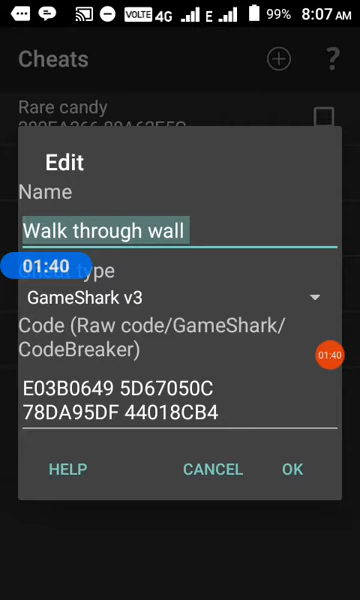 VOLTE 4G E 99% 8:07 AM
Cheats
?
Rare candy
Edit
Name
Walk through wall
01:40
type
GameShark v3
Code (Raw code/GameShark/
CodeBreaker)
01:40
E03B0649 5D67050C
78DA95DF 44018CB4
HELP CANCEL OK